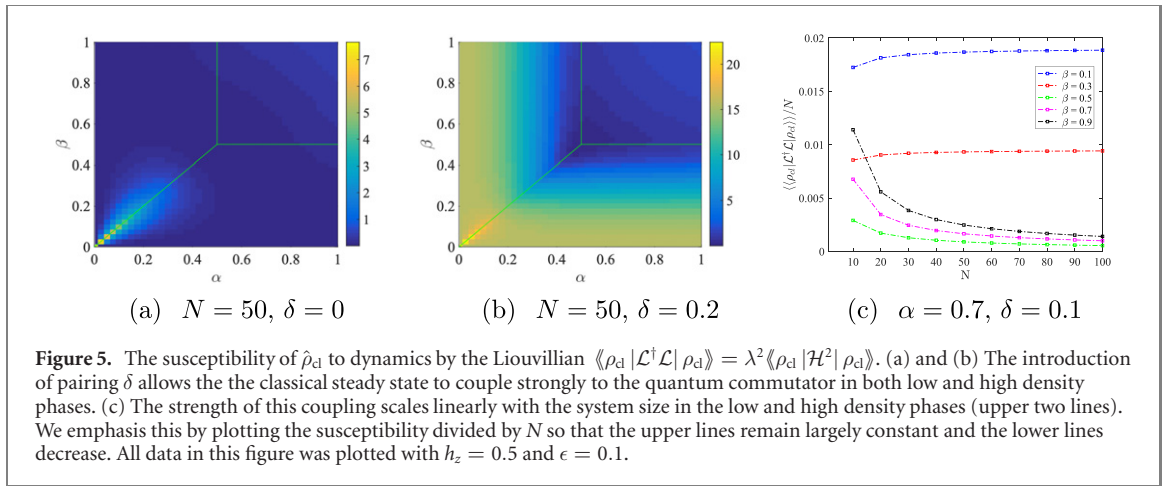 1
0.8
0.6
0.4
0.2
0
β
0
0.2
0.4
0.6
0.8
1
α
7
6
5
4
3
2
1
(a) N = 50, δ = 0
1
0.8
0.6
0.4
0.2
0
β
0
0.2
0.4
0.6
0.8
1
α
20
15
10
5
(b) N = 50, δ = 0.2
0.02
0.015
0.01
0.005
0
⟨⟨ρcl|ℒ†ℒ|ρcl⟩⟩/N
β = 0.1
β = 0.3
β = 0.5
β = 0.7
β = 0.9
10 20 30 40 50 60 70 80 90 100
N
(c) α = 0.7, δ = 0.1
Figure 5. The susceptibility of ρ̂cl to dynamics by the Liouvillian ⟪ρcl |ℒ†ℒ| ρcl⟫ = λ²⟪ρcl |ℋ²| ρcl⟫. (a) and (b) The introduction
of pairing δ allows the the classical steady state to couple strongly to the quantum commutator in both low and high density
phases. (c) The strength of this coupling scales linearly with the system size in the low and high density phases (upper two lines).
We emphasis this by plotting the susceptibility divided by N so that the upper lines remain largely constant and the lower lines
decrease. All data in this figure was plotted with hz = 0.5 and ϵ = 0.1.